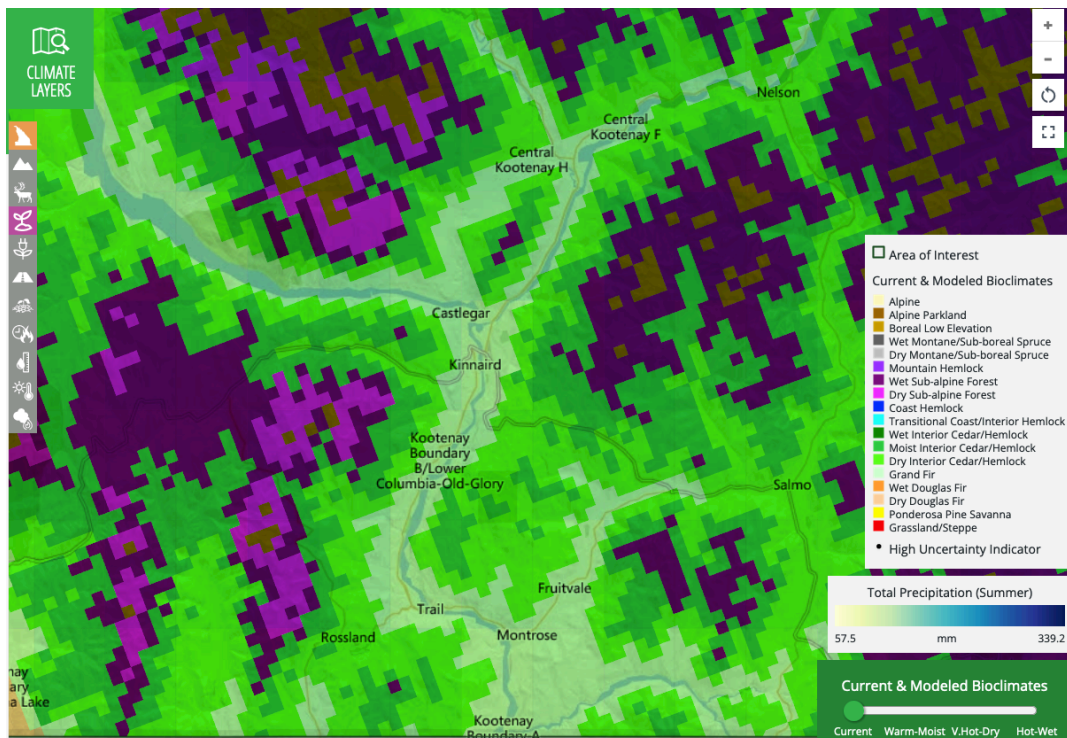 CLIMATE
LAYERS
+
−
Nelson
Central
Kootenay F
Central
Kootenay H
Castlegar
Kinnaird
Kootenay
Boundary
B/Lower
Columbia-Old-Glory
Salmo
Fruitvale
Trail
Rossland
Montrose
nay
ary
a Lake
Kootenay
Boundary A
Area of Interest
Current & Modeled Bioclimates
Alpine
Alpine Parkland
Boreal Low Elevation
Wet Montane/Sub-boreal Spruce
Dry Montane/Sub-boreal Spruce
Mountain Hemlock
Wet Sub-alpine Forest
Dry Sub-alpine Forest
Coast Hemlock
Transitional Coast/Interior Hemlock
Wet Interior Cedar/Hemlock
Moist Interior Cedar/Hemlock
Dry Interior Cedar/Hemlock
Grand Fir
Wet Douglas Fir
Dry Douglas Fir
Ponderosa Pine Savanna
Grassland/Steppe
High Uncertainty Indicator
Total Precipitation (Summer)
57.5 mm 339.2
Current & Modeled Bioclimates
Current Warm-Moist V.Hot-Dry Hot-Wet